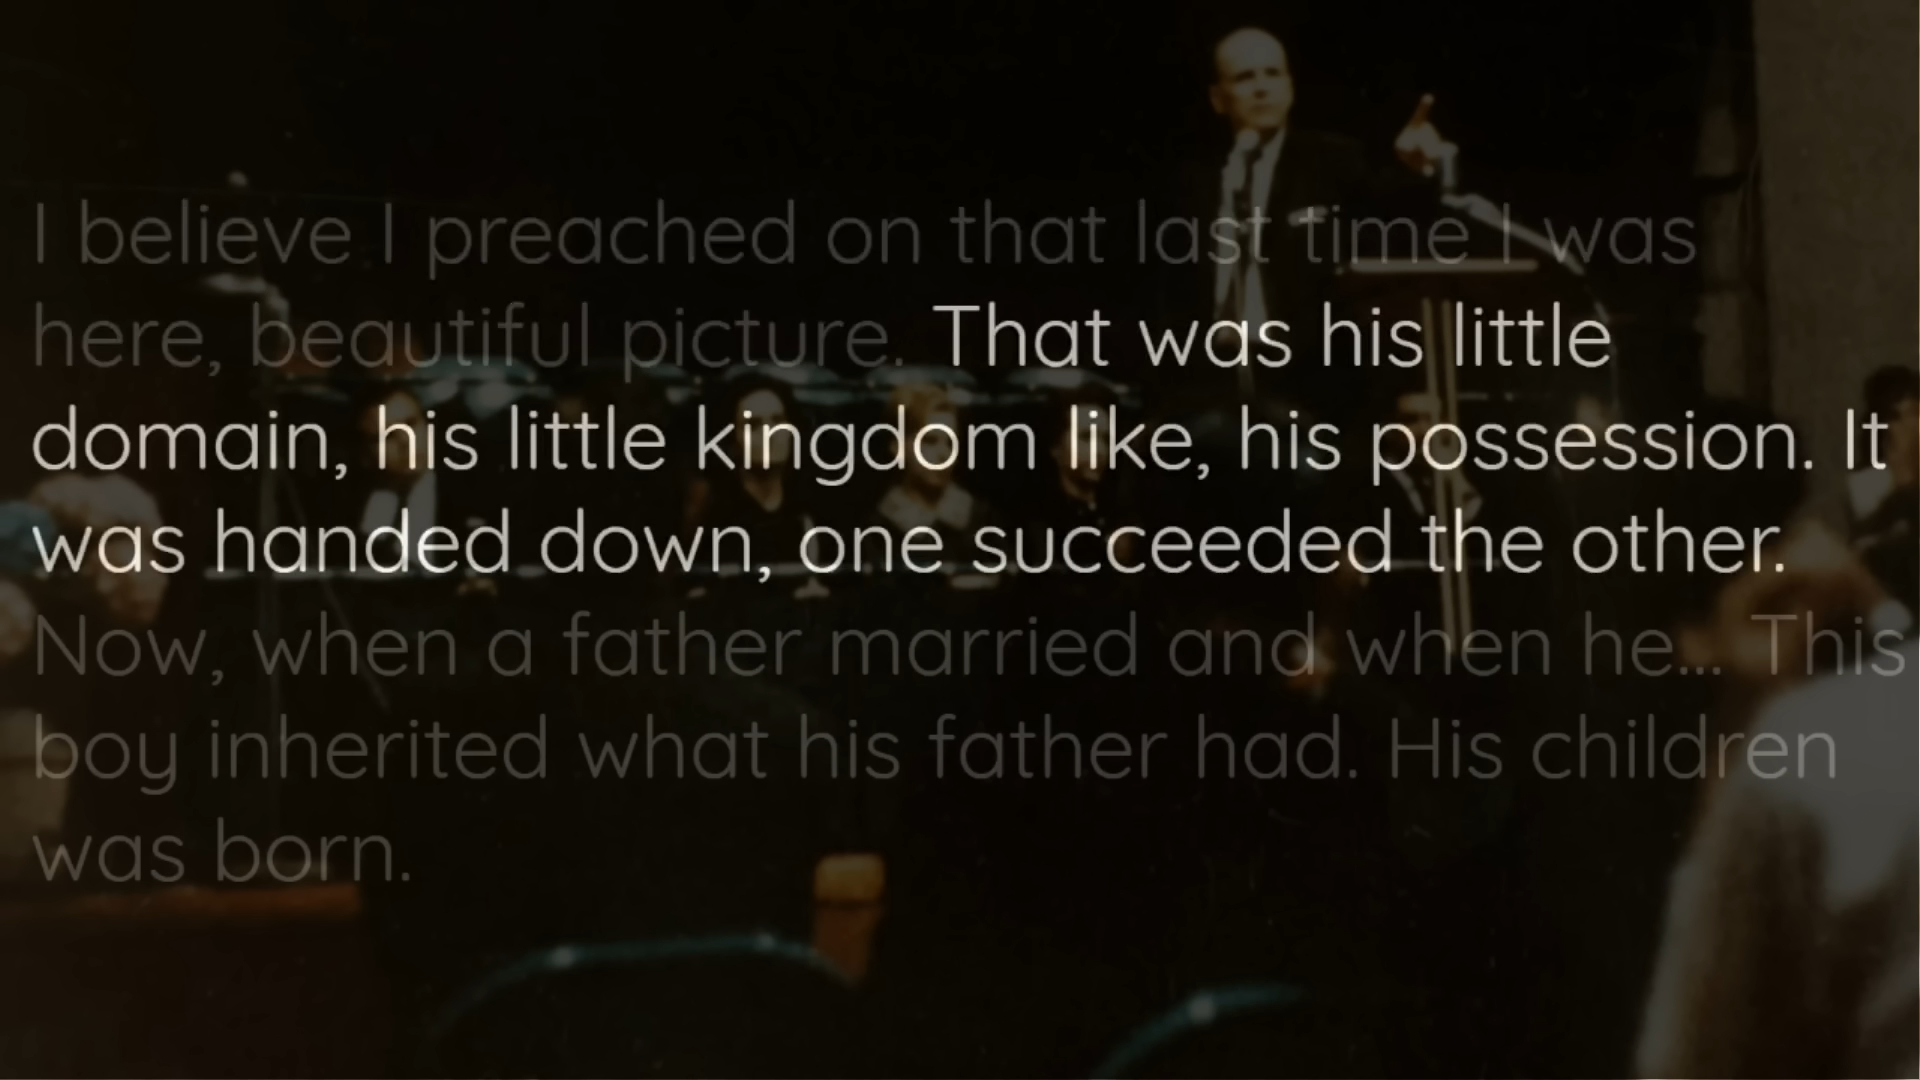 I believe I preached on that last time I was
here, beautiful picture. That was his little
domain, his little kingdom like, his possession. It
was handed down, one succeeded the other.
Now, when a father married and when he... This
boy inherited what his father had. His children
was born.